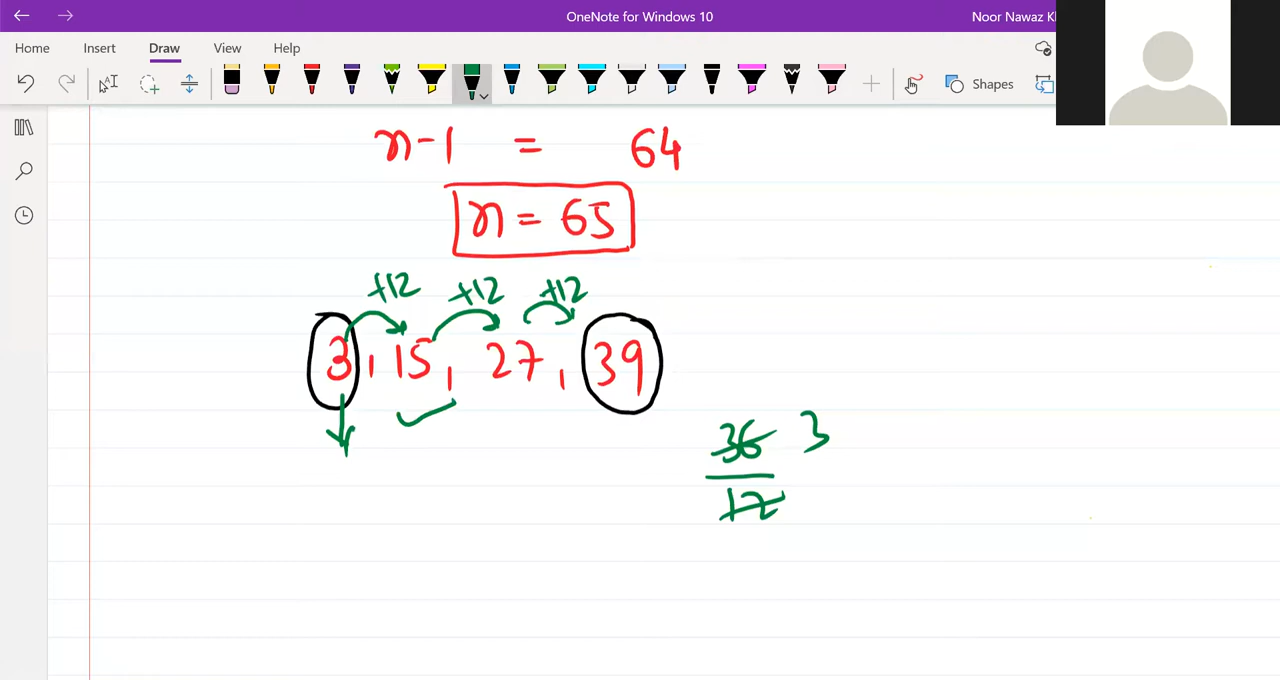 OneNote for Windows 10
Noor Nawaz Kh
Home Insert Draw View Help
Shapes
n-1 = 64
n = 65
+12 +12 +12
3, 15, 27, 39
36 3
12